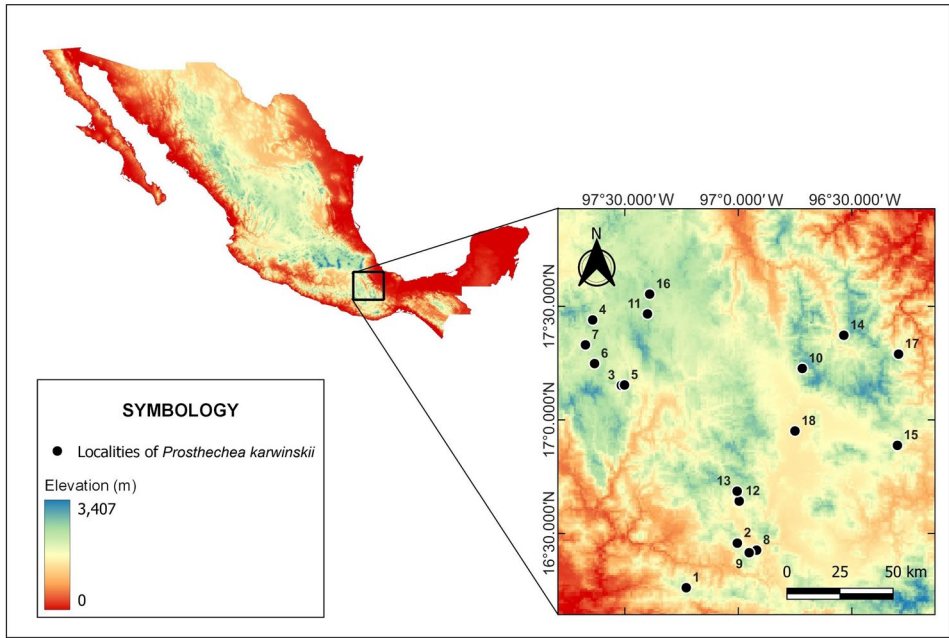 97°30.000'W 97°0.000'W 96°30.000'W
N
17°30.000'N
17°0.000'N
16°30.000'N
16
11
4
14
7
17
6
10
3 5
18
15
13 12
2 8
9
1
0 25 50 km
SYMBOLOGY
Localities of Prosthechea karwinskii
Elevation (m)
3,407
0